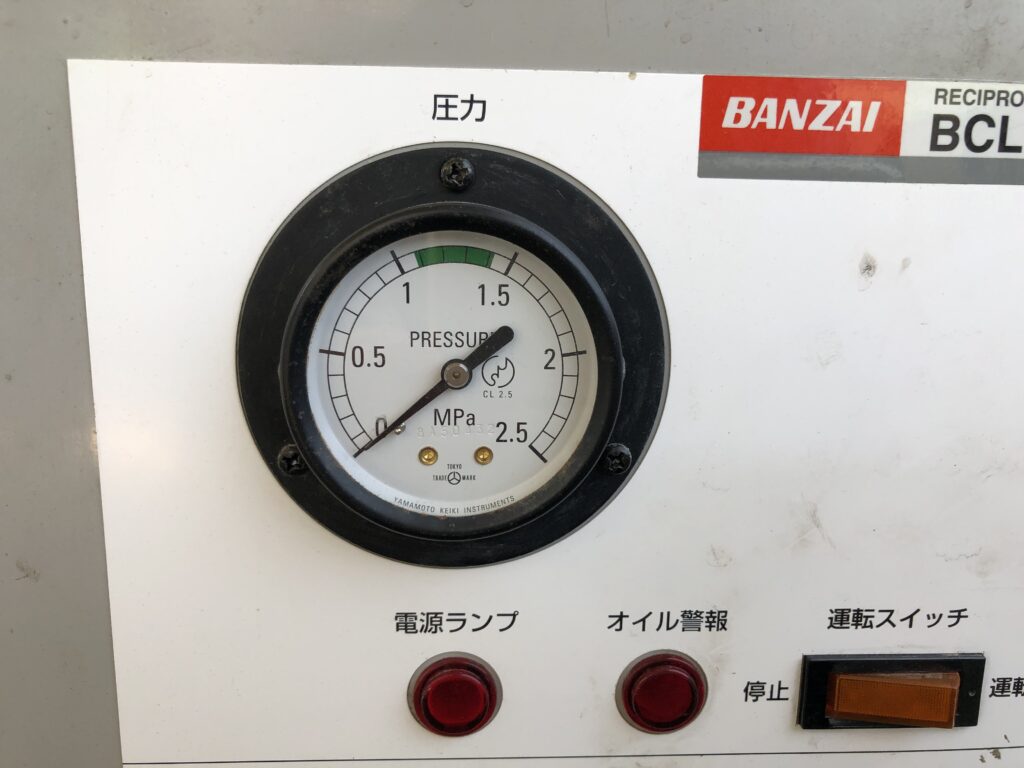 圧力
BANZAI
RECIPRO
BCL
1
1.5
PRESSURE
0.5
2
CL 2.5
0
MPa
2.5
TOKYO
TRADE MARK
YAMAMOTO KEIKI INSTRUMENTS
電源ランプ
オイル警報
運転スイッチ
停止
運転